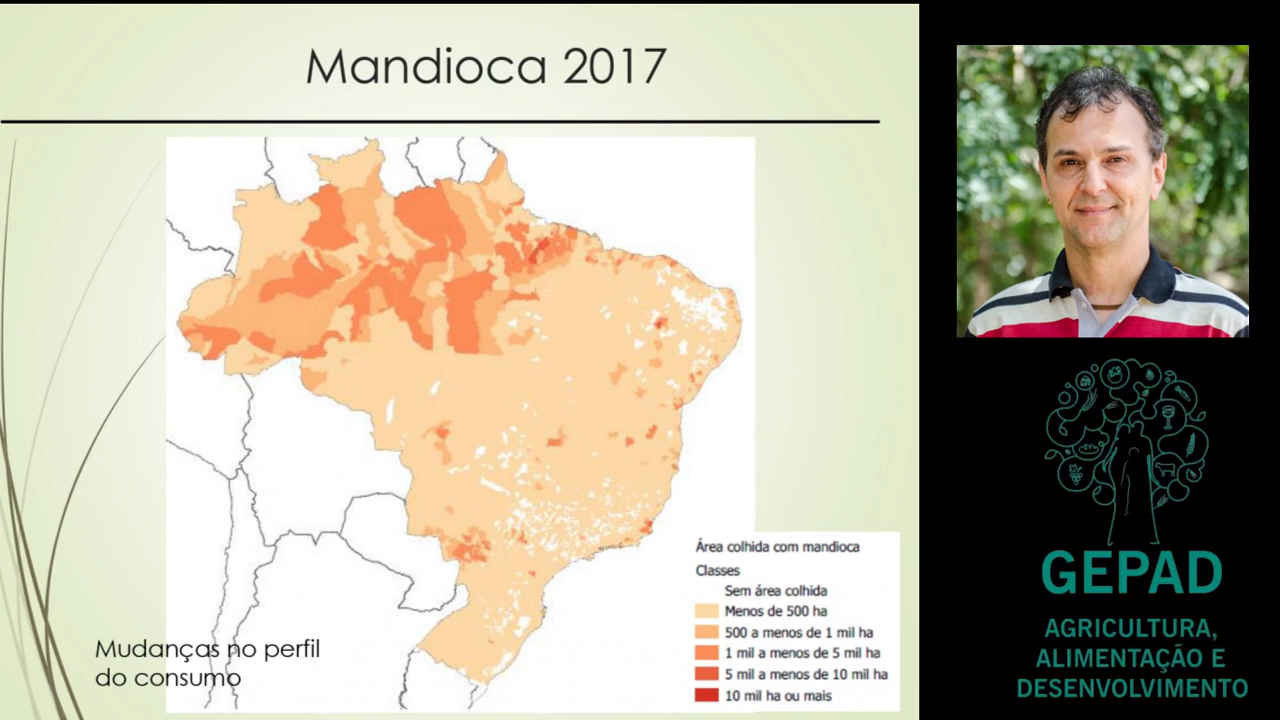 Mandioca 2017
Área colhida com mandioca
Classes
Sem área colhida
Menos de 500 ha
500 a menos de 1 mil ha
1 mil a menos de 5 mil ha
5 mil a menos de 10 mil ha
10 mil ha ou mais
Mudanças no perfil
do consumo
GEPAD
AGRICULTURA,
ALIMENTAÇÃO E
DESENVOLVIMENTO